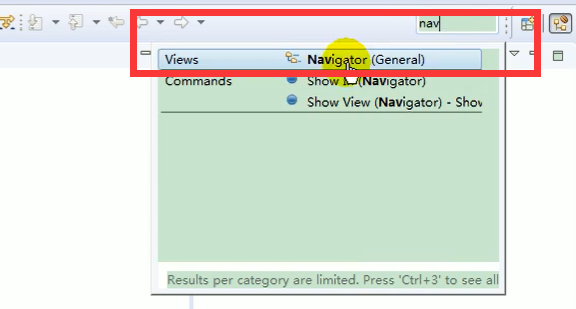 nav
Views Navigator (General)
Commands Show (Navigator)
Show View (Navigator) - Show
Results per category are limited. Press 'Ctrl+3' to see all